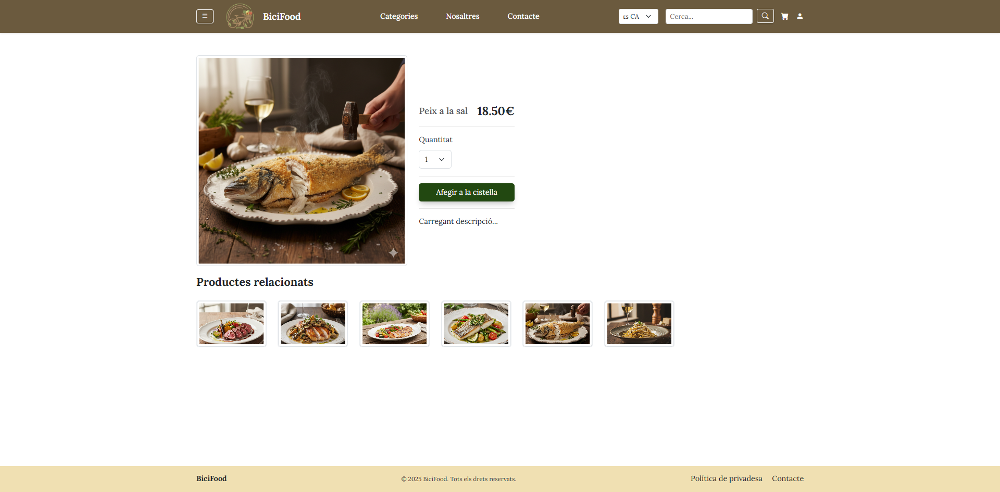 ☰
BiciFood
Categories
Nosaltres
Contacte
ES CA
Cerca...
Peix a la sal 18.50€
Quantitat
1
Afegir a la cistella
Carregant descripció...
Productes relacionats
BiciFood
© 2025 BiciFood. Tots els drets reservats.
Política de privadesa
Contacte